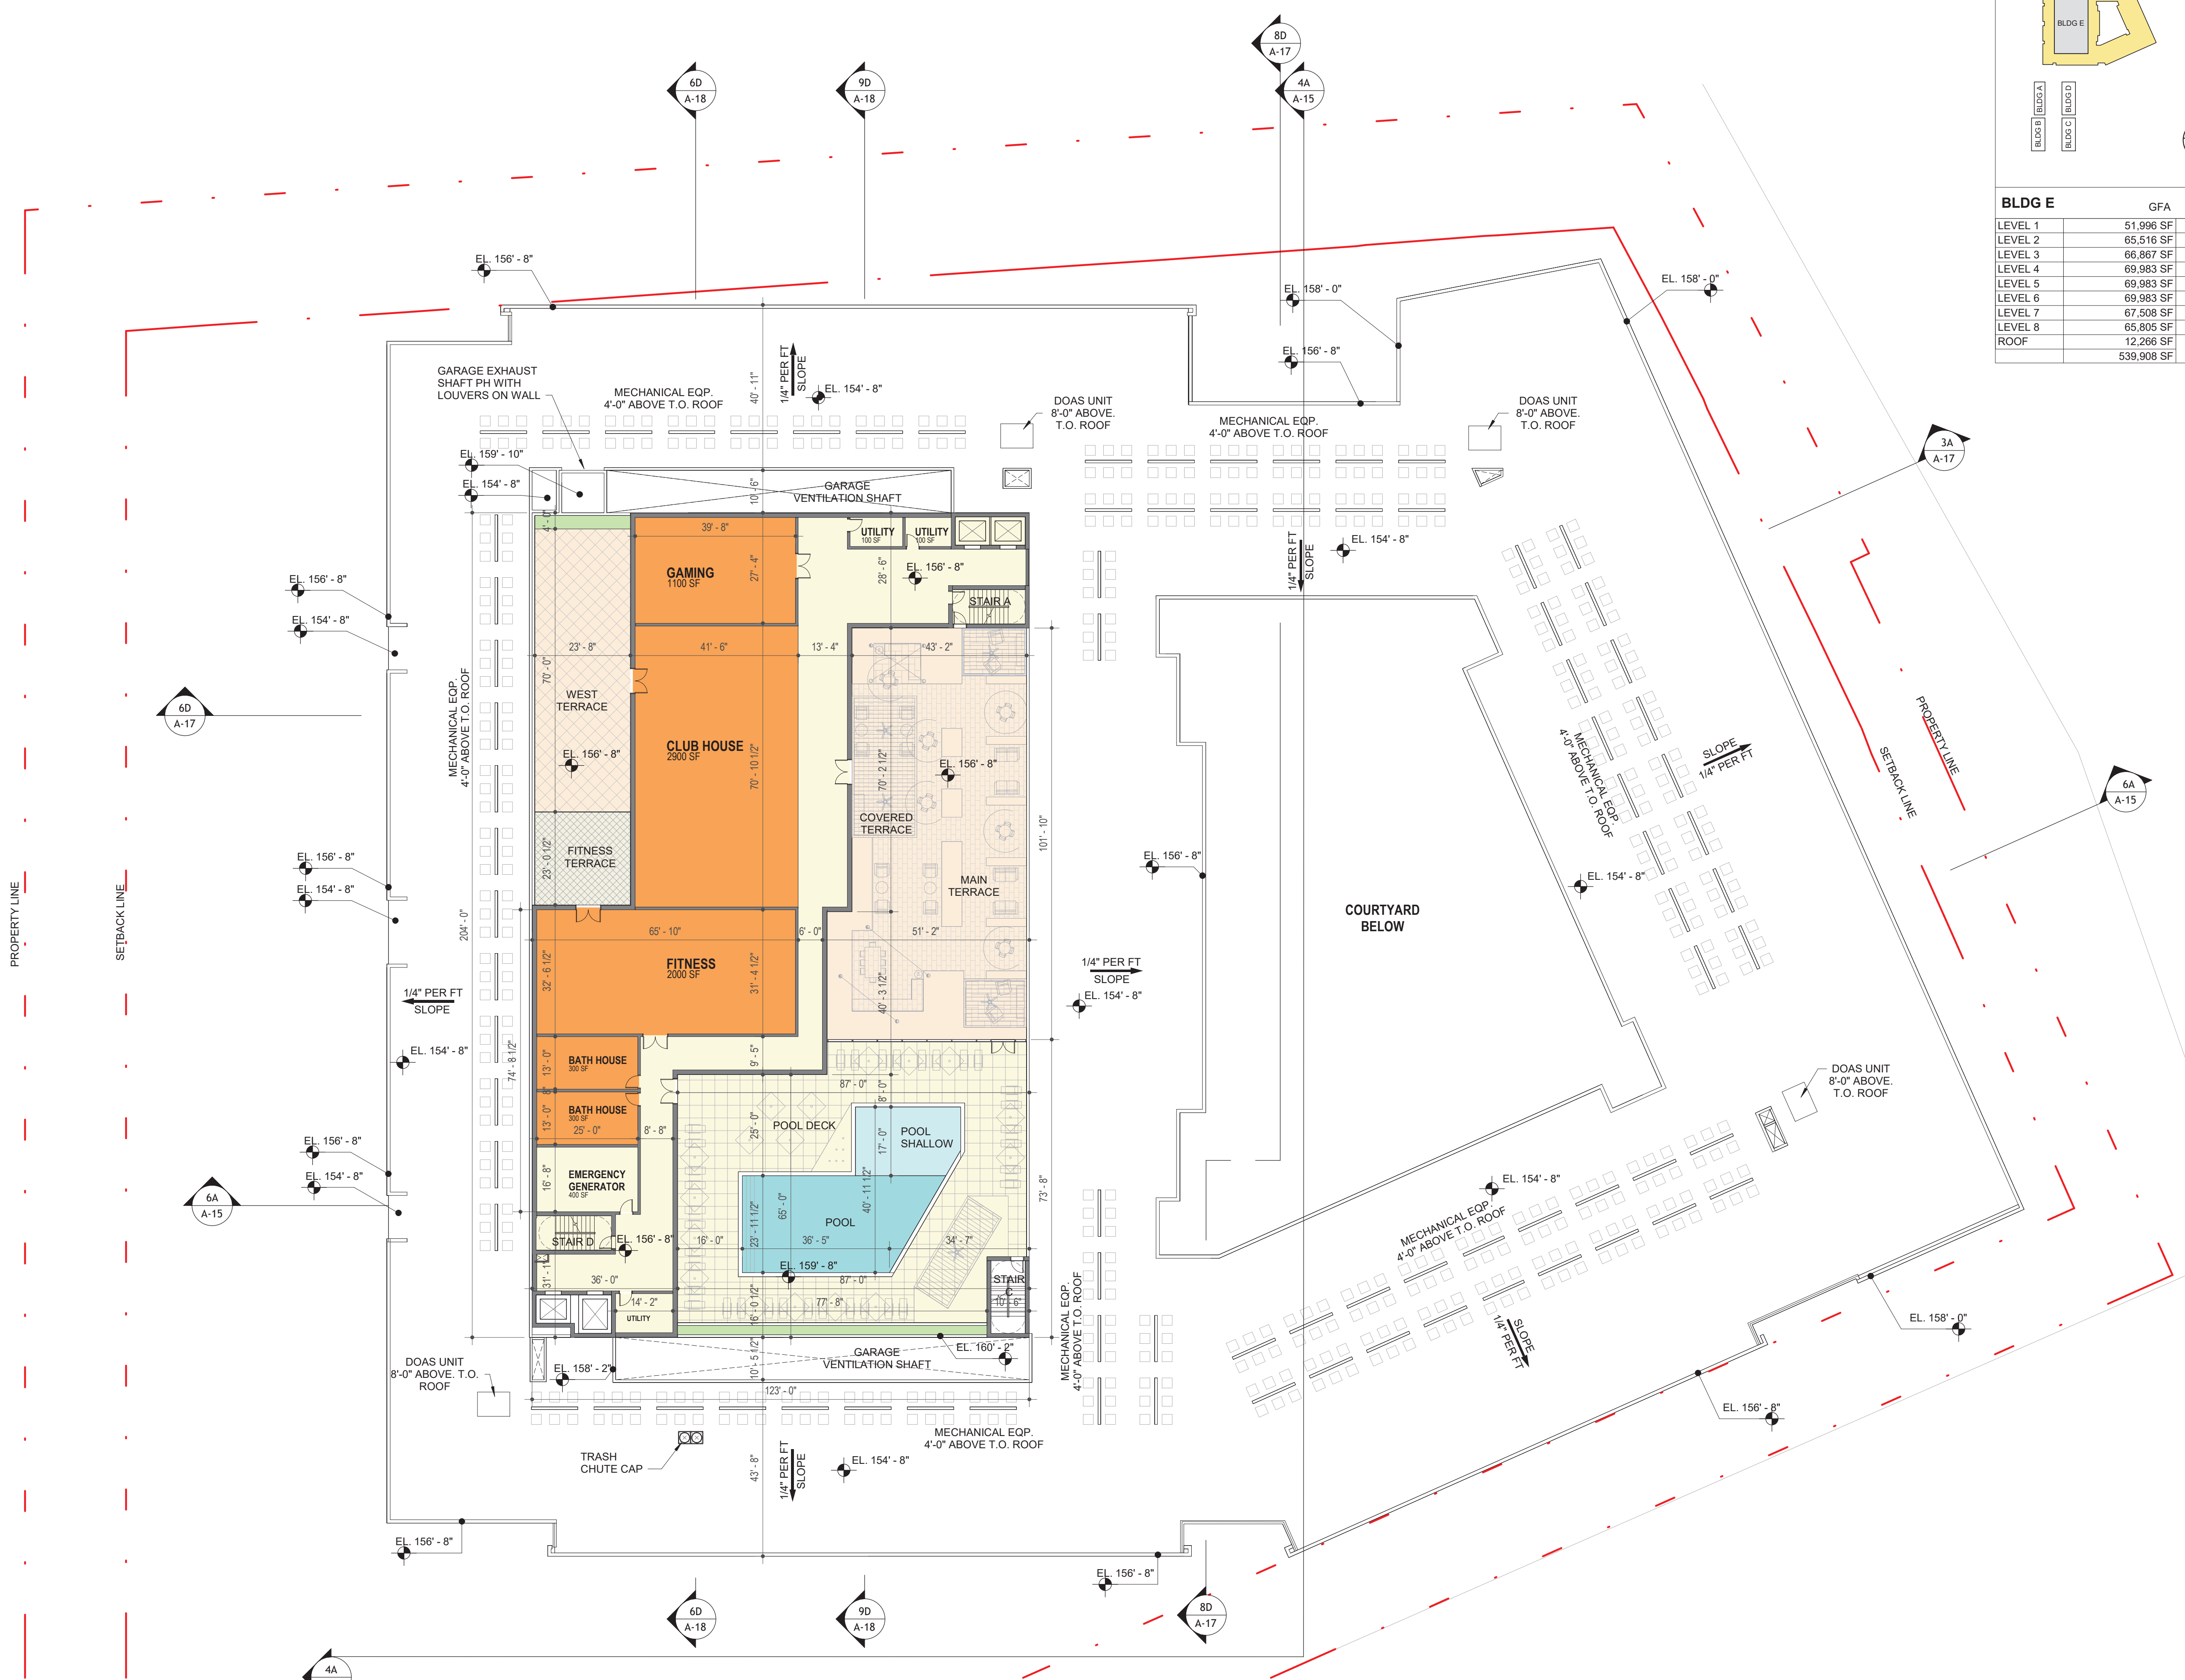 BLDG E
BLDG A
BLDG D
BLDG B
BLDG C
BLDG E GFA
LEVEL 1 51,996 SF
LEVEL 2 65,516 SF
LEVEL 3 66,867 SF
LEVEL 4 69,983 SF
LEVEL 5 69,983 SF
LEVEL 6 69,983 SF
LEVEL 7 67,508 SF
LEVEL 8 65,805 SF
ROOF 12,266 SF
539,908 SF
8D
A-17
6D
A-18
9D
A-18
4A
A-15
EL. 156' - 8"
EL. 158' - 0"
EL. 158' - 0"
EL. 156' - 8"
GARAGE EXHAUST
SHAFT PH WITH
LOUVERS ON WALL
MECHANICAL EQP.
4'-0" ABOVE T.O. ROOF
40' - 11"
1/4" PER FT
SLOPE
EL. 154' - 8"
DOAS UNIT
8'-0" ABOVE.
T.O. ROOF
MECHANICAL EQP.
4'-0" ABOVE T.O. ROOF
DOAS UNIT
8'-0" ABOVE.
T.O. ROOF
3A
A-17
EL. 159' - 10"
EL. 154' - 8"
GARAGE
VENTILATION SHAFT
10' - 6"
4' - 0"
39' - 8"
UTILITY
100 SF
UTILITY
100 SF
GAMING
1100 SF
27' - 4"
28' - 6"
EL. 156' - 8"
STAIR A
1/4" PER FT
SLOPE
EL. 154' - 8"
EL. 156' - 8"
EL. 154' - 8"
23' - 8"
41' - 6"
13' - 4"
43' - 2"
70' - 0"
MECHANICAL EQP.
4'-0" ABOVE T.O. ROOF
WEST
TERRACE
EL. 156' - 8"
CLUB HOUSE
2900 SF
70' - 10 1/2"
70' - 2 1/2"
EL. 156' - 8"
COVERED
TERRACE
101' - 10"
6D
A-17
MECHANICAL EQP.
4'-0" ABOVE T.O. ROOF
SLOPE
1/4" PER FT
PROPERTY LINE
SETBACK LINE
6A
A-15
FITNESS
TERRACE
23' - 0 1/2"
MAIN
TERRACE
EL. 156' - 8"
EL. 154' - 8"
COURTYARD
BELOW
EL. 156' - 8"
EL. 154' - 8"
PROPERTY LINE
SETBACK LINE
204' - 0"
65' - 10"
6' - 0"
51' - 2"
FITNESS
2000 SF
32' - 6 1/2"
31' - 4 1/2"
40' - 3 1/2"
1/4" PER FT
SLOPE
EL. 154' - 8"
1/4" PER FT
SLOPE
EL. 154' - 8"
74' - 8 1/2"
13' - 0"
BATH HOUSE
300 SF
8"
13' - 0"
BATH HOUSE
300 SF
25' - 0"
8' - 8"
9' - 5"
87' - 0"
8' - 0"
25' - 0"
POOL DECK
17' - 0"
POOL
SHALLOW
73' - 8"
DOAS UNIT
8'-0" ABOVE.
T.O. ROOF
EL. 156' - 8"
EL. 154' - 8"
6A
A-15
16' - 8"
EMERGENCY
GENERATOR
400 SF
STAIR D
EL. 156' - 8"
16' - 0"
23' - 11 1/2"
65' - 0"
40' - 11 1/2"
POOL
36' - 5"
34' - 7"
EL. 154' - 8"
MECHANICAL EQP.
4'-0" ABOVE T.O. ROOF
31' - 1"
36' - 0"
14' - 2"
UTILITY
EL. 159' - 8"
87' - 0"
77' - 8"
16' - 0 1/2"
STAIR
C
10' - 6"
MECHANICAL EQP.
4'-0" ABOVE T.O. ROOF
SLOPE
1/4" PER FT
EL. 158' - 0"
DOAS UNIT
8'-0" ABOVE. T.O.
ROOF
EL. 158' - 2"
10' - 5 1/2"
GARAGE
VENTILATION SHAFT
EL. 160' - 2"
123' - 0"
EL. 156' - 8"
MECHANICAL EQP.
4'-0" ABOVE T.O. ROOF
TRASH
CHUTE CAP
43' - 8"
1/4" PER FT
SLOPE
EL. 154' - 8"
EL. 156' - 8"
EL. 156' - 8"
6D
A-18
9D
A-18
8D
A-17
4A